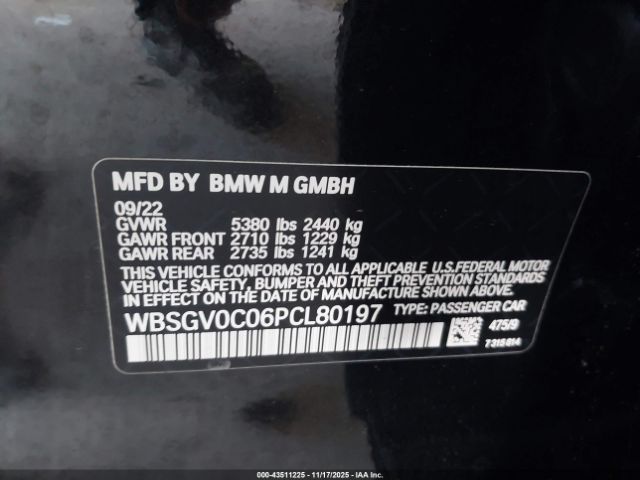 MFD BY BMW M GMBH
09/22
GVWR 5380 lbs 2440 kg
GAWR FRONT 2710 lbs 1229 kg
GAWR REAR 2735 lbs 1241 kg
THIS VEHICLE CONFORMS TO ALL APPLICABLE U.S.FEDERAL MOTOR
VEHICLE SAFETY, BUMPER AND THEFT PREVENTION STANDARDS
IN EFFECT ON THE DATE OF MANUFACTURE SHOWN ABOVE.
WBSGV0C06PCL80197 TYPE: PASSENGER CAR
475/9
7315814
000-43511225 - 11/17/2025 - IAA Inc.